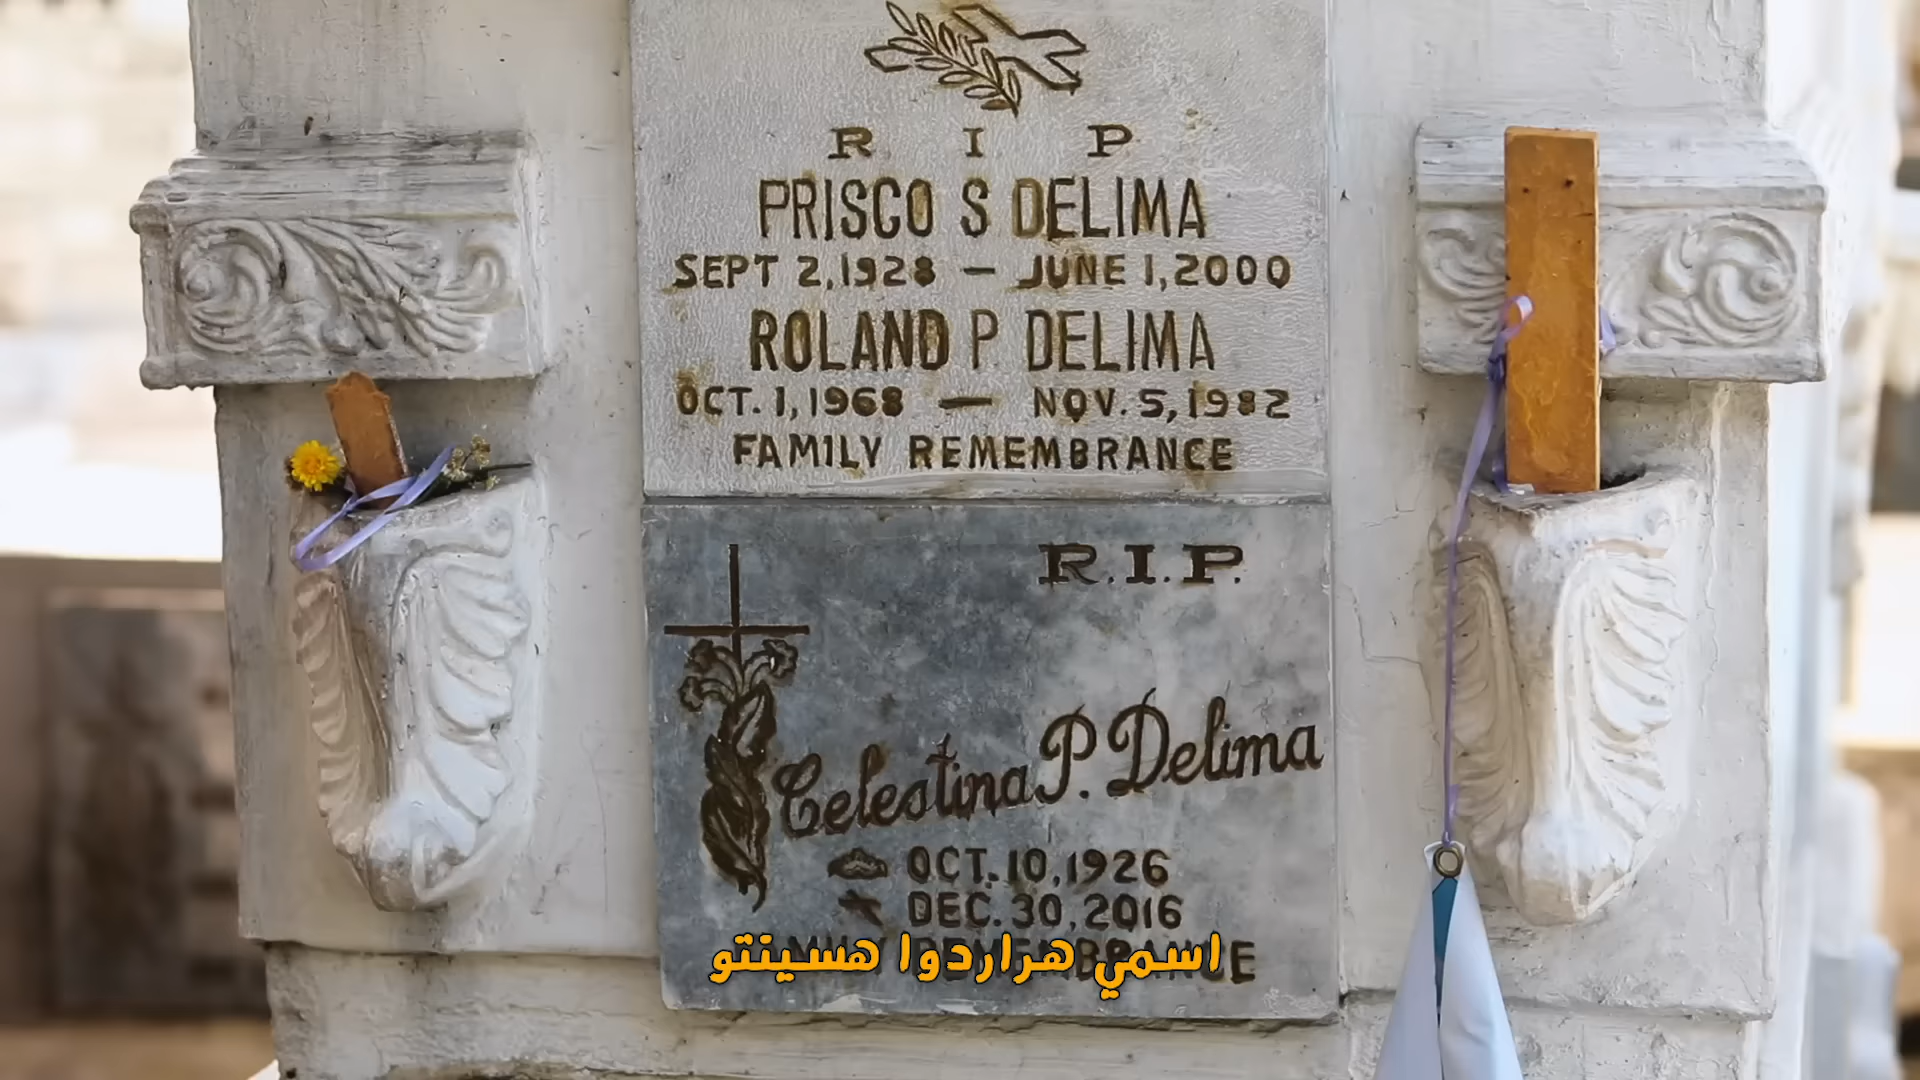 R I P
PRISCO S DELIMA
SEPT 2,1928 — JUNE 1,2000
ROLAND P DELIMA
OCT. 1,1968 — NOV. 5,1982
FAMILY REMEMBRANCE
R.I.P.
Celestina P. Delima
OCT. 10,1926
DEC. 30,2016
اسمي هراردوا هسينتو